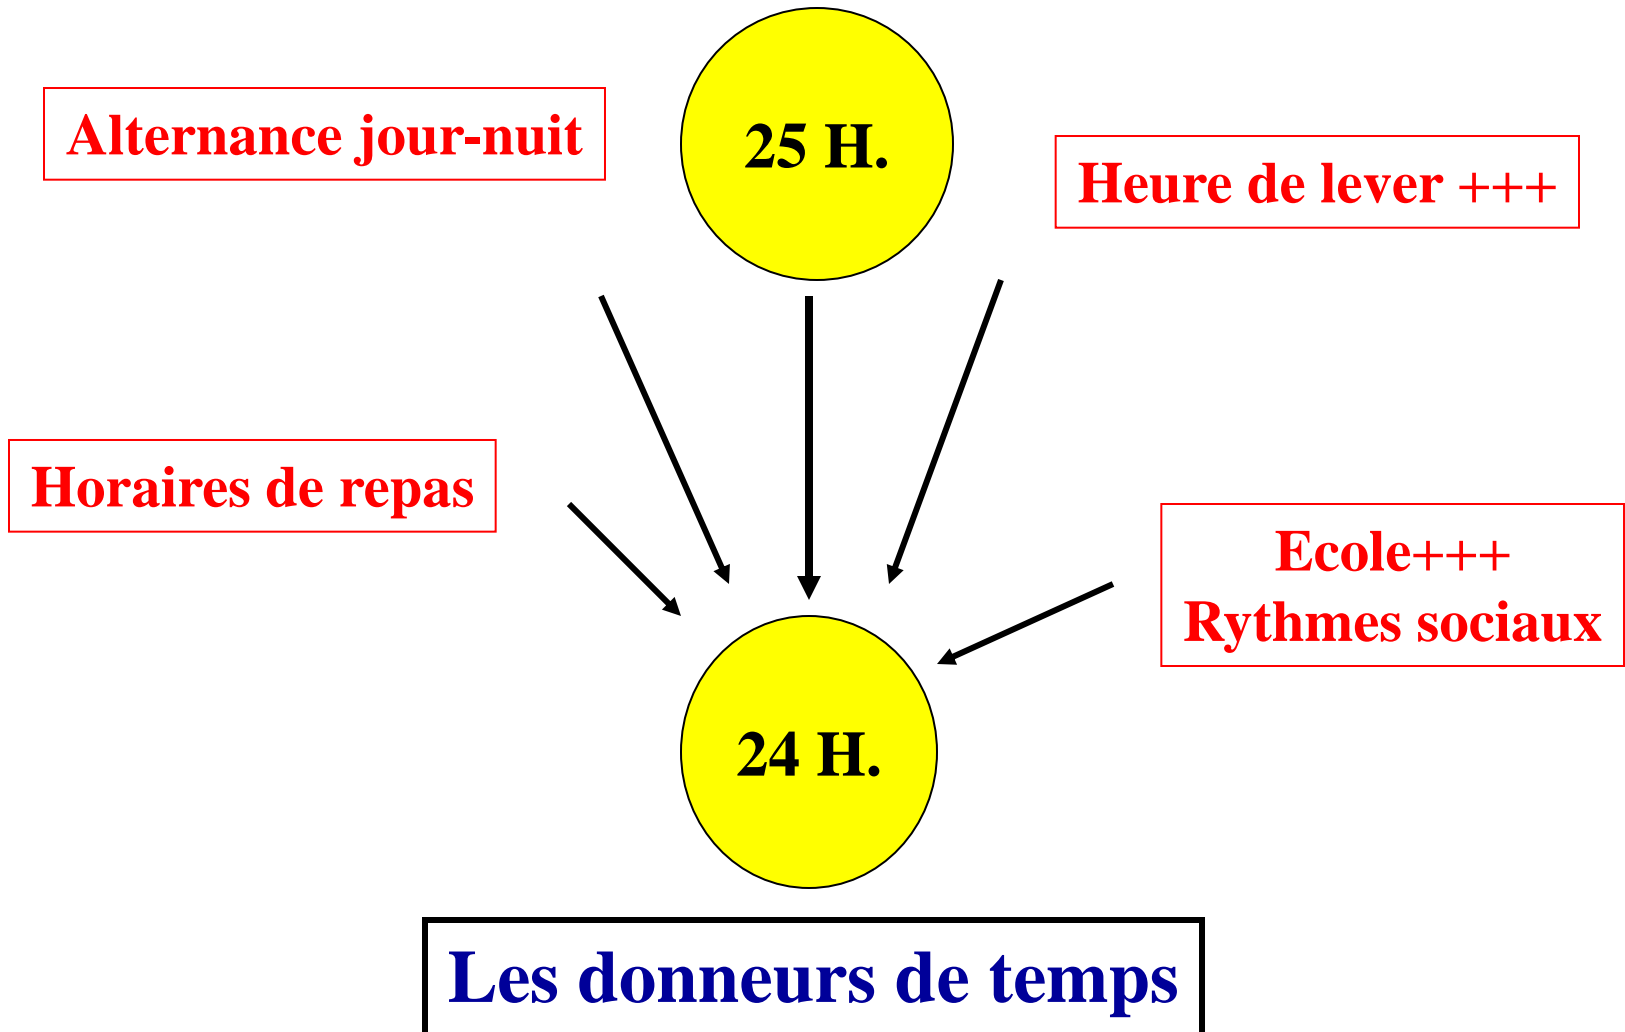 Alternance jour-nuit
25 H.
Heure de lever +++
Horaires de repas
Ecole+++
Rythmes sociaux
24 H.
Les donneurs de temps